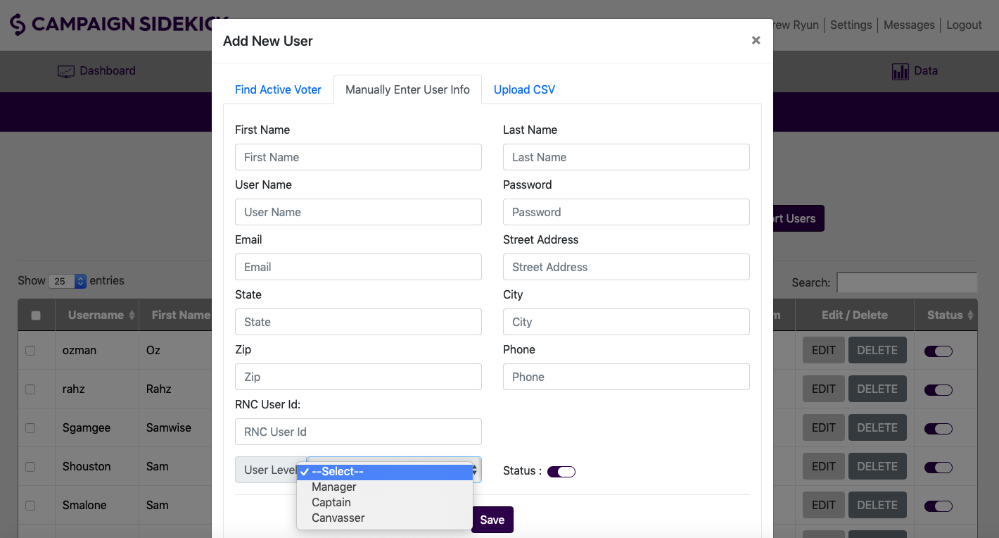 CAMPAIGN SIDEKICK
Settings
Messages
Logout
Dashboard
Data
Add New User
×
Find Active Voter
Manually Enter User Info
Upload CSV
First Name
Last Name
First Name
Last Name
User Name
Password
User Name
Password
Email
Street Address
Email
Street Address
State
City
State
City
Zip
Phone
Zip
Phone
RNC User Id:
RNC User Id
User Level
✓ --Select--
Manager
Captain
Canvasser
Status :
Save
Users
Show 25 entries
Search:
Username
First Name
Edit / Delete
Status
ozman
Oz
EDIT
DELETE
rahz
Rahz
EDIT
DELETE
Sgamgee
Samwise
EDIT
DELETE
Shouston
Sam
EDIT
DELETE
Smalone
Sam
EDIT
DELETE